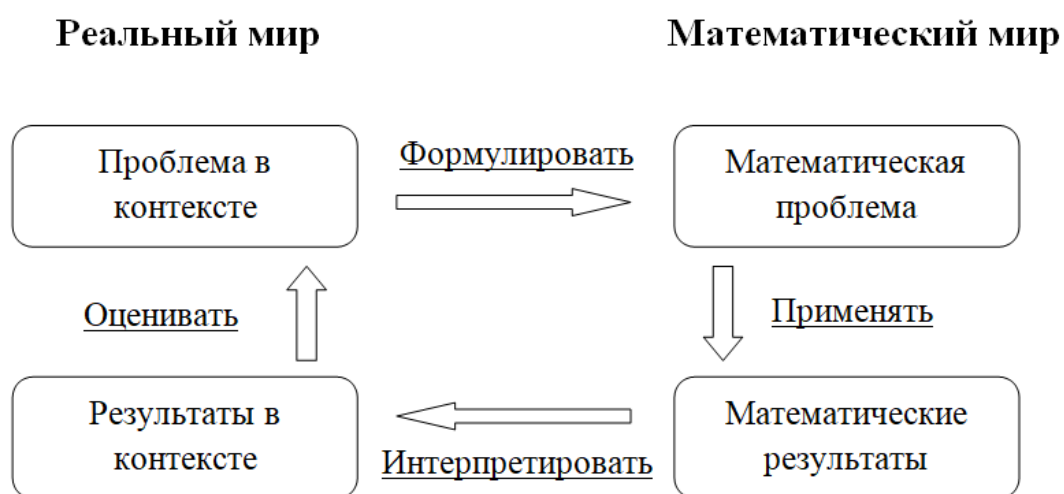 Реальный мир
Математический мир
Проблема в
контексте
Формулировать
Математическая
проблема
Оценивать
Применять
Результаты в
контексте
Интерпретировать
Математические
результаты